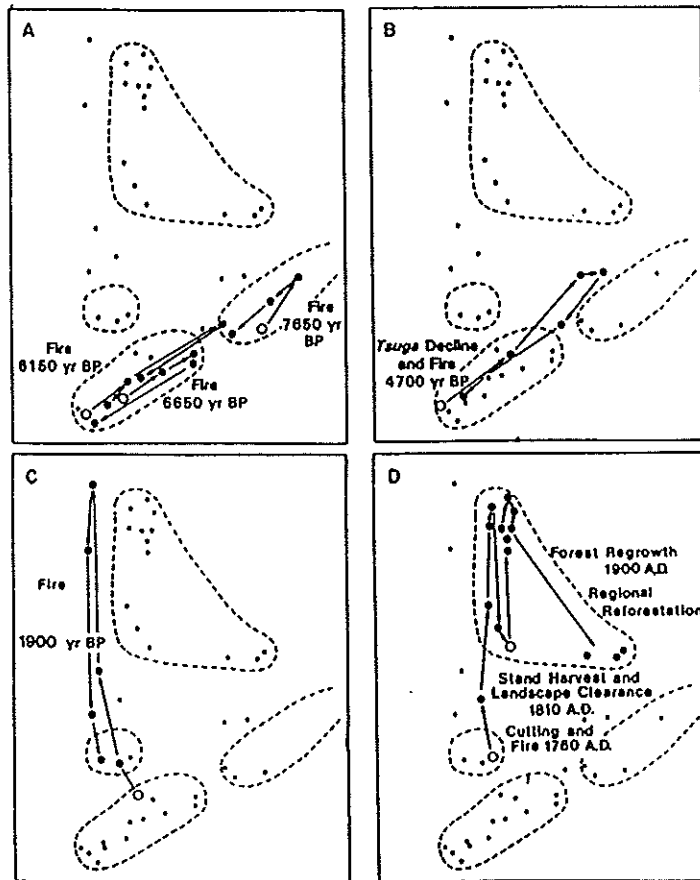 A
Fire
7650 yr
BP
Fire
6150 yr BP
Fire
6650 yr BP
B
Tsuga Decline
and Fire
4700 yr BP
C
Fire
1900 yr BP
D
Forest Regrowth
1900 A.D.
Regional
Reforestation
Stand Harvest and
Landscape Clearance
1810 A.D.
Cutting and
Fire 1760 A.D.